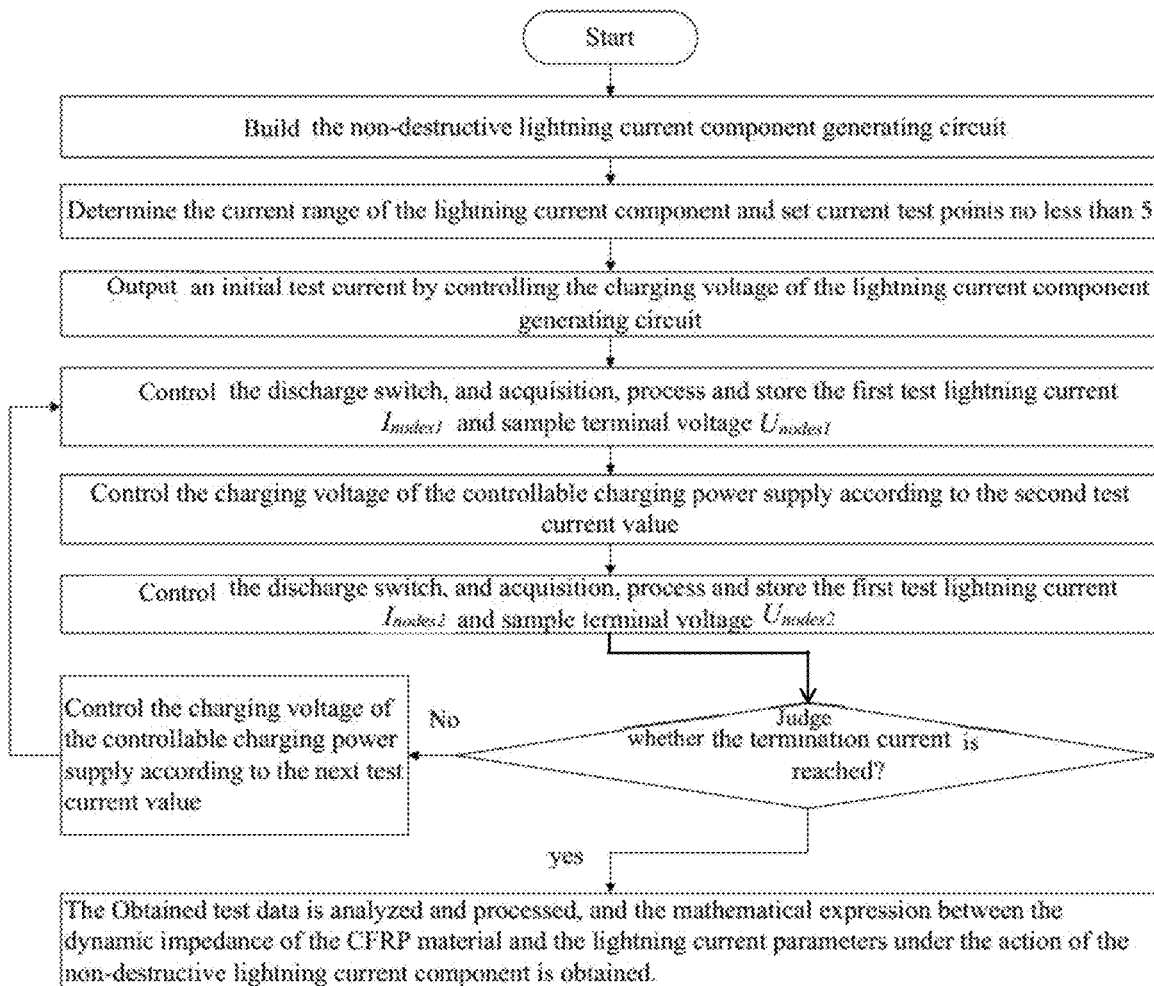 Start
Build the non-destructive lightning current component generating circuit
Determine the current range of the lightning current component and set current test points no less than 5
Output an initial test current by controlling the charging voltage of the lightning current component
generating circuit
Control the discharge switch, and acquisition, process and store the first test lightning current
Inodes1 and sample terminal voltage Unodes1
Control the charging voltage of the controllable charging power supply according to the second test
current value
Control the discharge switch, and acquisition, process and store the first test lightning current
Inodes2 and sample terminal voltage Unodex2
Control the charging voltage of
the controllable charging power
supply according to the next test
current value
No
Judge
whether the termination current is
reached?
yes
The Obtained test data is analyzed and processed, and the mathematical expression between the
dynamic impedance of the CFRP material and the lightning current parameters under the action of the
non-destructive lightning current component is obtained.